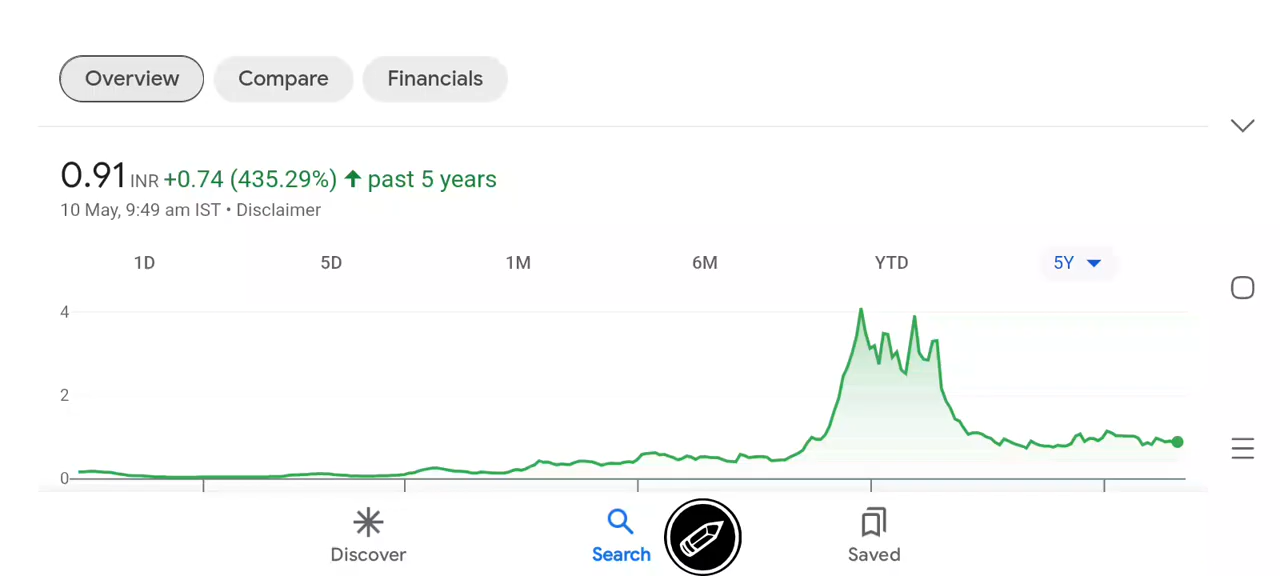 Overview Compare Financials
0.91 INR +0.74 (435.29%) ↑ past 5 years
10 May, 9:49 am IST • Disclaimer
1D 5D 1M 6M YTD 5Y
4
2
0
Discover Search Saved